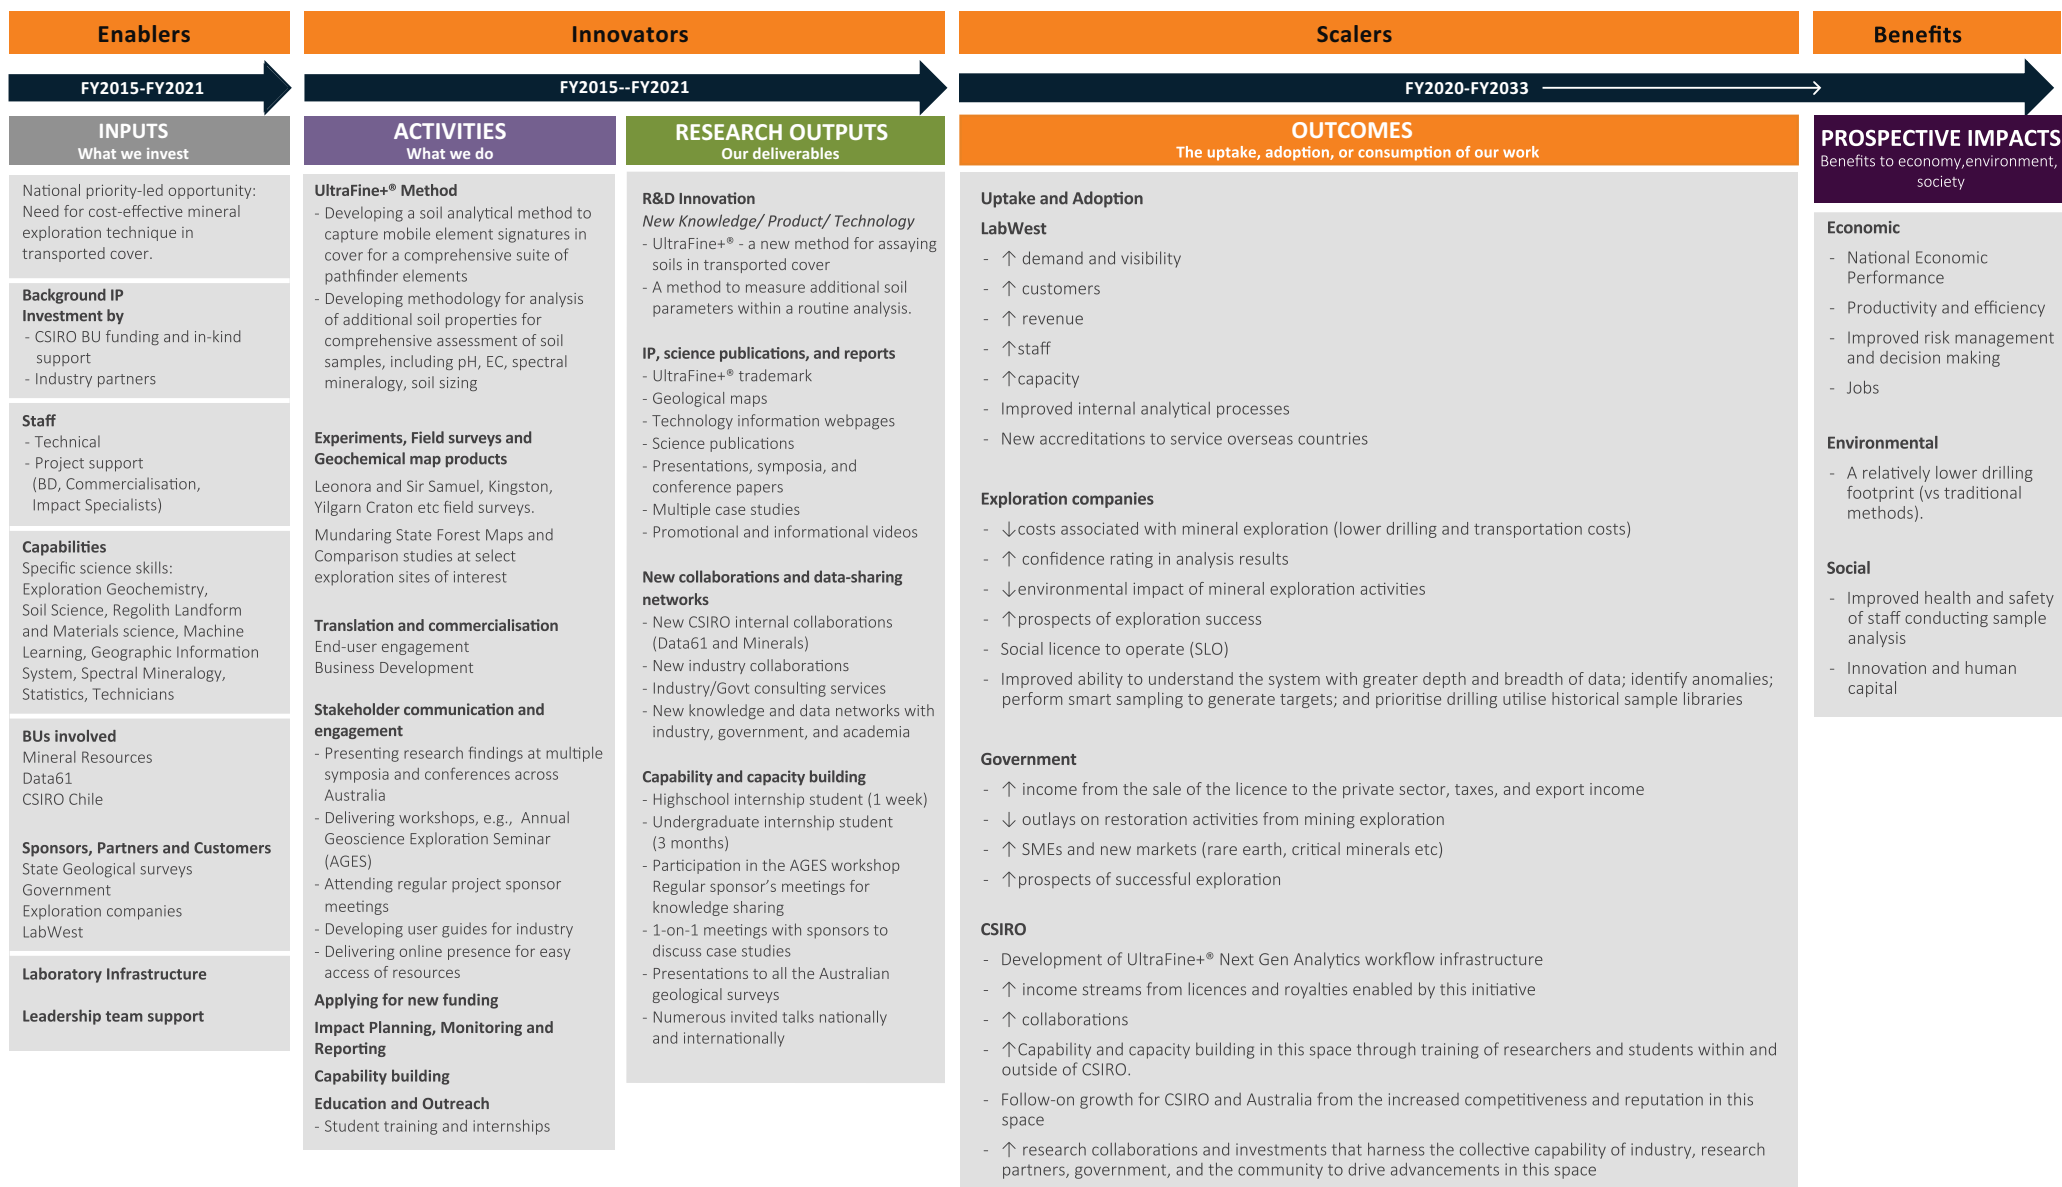 Enablers
Innovators
Scalers
Benefits
FY2015-FY2021
FY2015--FY2021
FY2020-FY2033
INPUTS
What we invest
National priority-led opportunity:
Need for cost-effective mineral
exploration technique in
transported cover.
Background IP
Investment by
- CSIRO BU funding and in-kind
support
- Industry partners
Staff
- Technical
- Project support
(BD, Commercialisation,
Impact Specialists)
Capabilities
Specific science skills:
Exploration Geochemistry,
Soil Science, Regolith Landform
and Materials science, Machine
Learning, Geographic Information
System, Spectral Mineralogy,
Statistics, Technicians
BUs involved
Mineral Resources
Data61
CSIRO Chile
Sponsors, Partners and Customers
State Geological surveys
Government
Exploration companies
LabWest
Laboratory Infrastructure
Leadership team support
ACTIVITIES
What we do
UltraFine+® Method
- Developing a soil analytical method to
capture mobile element signatures in
cover for a comprehensive suite of
pathfinder elements
- Developing methodology for analysis
of additional soil properties for
comprehensive assessment of soil
samples, including pH, EC, spectral
mineralogy, soil sizing
Experiments, Field surveys and
Geochemical map products
Leonora and Sir Samuel, Kingston,
Yilgarn Craton etc field surveys.
Mundaring State Forest Maps and
Comparison studies at select
exploration sites of interest
Translation and commercialisation
End-user engagement
Business Development
Stakeholder communication and
engagement
- Presenting research findings at multiple
symposia and conferences across
Australia
- Delivering workshops, e.g., Annual
Geoscience Exploration Seminar
(AGES)
- Attending regular project sponsor
meetings
- Developing user guides for industry
- Delivering online presence for easy
access of resources
Applying for new funding
Impact Planning, Monitoring and
Reporting
Capability building
Education and Outreach
- Student training and internships
RESEARCH OUTPUTS
Our deliverables
R&D Innovation
New Knowledge/ Product/ Technology
- UltraFine+® - a new method for assaying
soils in transported cover
- A method to measure additional soil
parameters within a routine analysis.
IP, science publications, and reports
- UltraFine+® trademark
- Geological maps
- Technology information webpages
- Science publications
- Presentations, symposia, and
conference papers
- Multiple case studies
- Promotional and informational videos
New collaborations and data-sharing
networks
- New CSIRO internal collaborations
(Data61 and Minerals)
- New industry collaborations
- Industry/Govt consulting services
- New knowledge and data networks with
industry, government, and academia
Capability and capacity building
- Highschool internship student (1 week)
- Undergraduate internship student
(3 months)
- Participation in the AGES workshop
Regular sponsor's meetings for
knowledge sharing
- 1-on-1 meetings with sponsors to
discuss case studies
- Presentations to all the Australian
geological surveys
- Numerous invited talks nationally
and internationally
OUTCOMES
The uptake, adoption, or consumption of our work
Uptake and Adoption
LabWest
- ↑ demand and visibility
- ↑ customers
- ↑ revenue
- ↑staff
- ↑capacity
- Improved internal analytical processes
- New accreditations to service overseas countries
Exploration companies
- ↓costs associated with mineral exploration (lower drilling and transportation costs)
- ↑ confidence rating in analysis results
- ↓environmental impact of mineral exploration activities
- ↑prospects of exploration success
- Social licence to operate (SLO)
- Improved ability to understand the system with greater depth and breadth of data; identify anomalies;
perform smart sampling to generate targets; and prioritise drilling utilise historical sample libraries
Government
- ↑ income from the sale of the licence to the private sector, taxes, and export income
- ↓ outlays on restoration activities from mining exploration
- ↑ SMEs and new markets (rare earth, critical minerals etc)
- ↑prospects of successful exploration
CSIRO
- Development of UltraFine+® Next Gen Analytics workflow infrastructure
- ↑ income streams from licences and royalties enabled by this initiative
- ↑ collaborations
- ↑Capability and capacity building in this space through training of researchers and students within and
outside of CSIRO.
- Follow-on growth for CSIRO and Australia from the increased competitiveness and reputation in this
space
- ↑ research collaborations and investments that harness the collective capability of industry, research
partners, government, and the community to drive advancements in this space
PROSPECTIVE IMPACTS
Benefits to economy,environment,
society
Economic
- National Economic
Performance
- Productivity and efficiency
- Improved risk management
and decision making
- Jobs
Environmental
- A relatively lower drilling
footprint (vs traditional
methods).
Social
- Improved health and safety
of staff conducting sample
analysis
- Innovation and human
capital